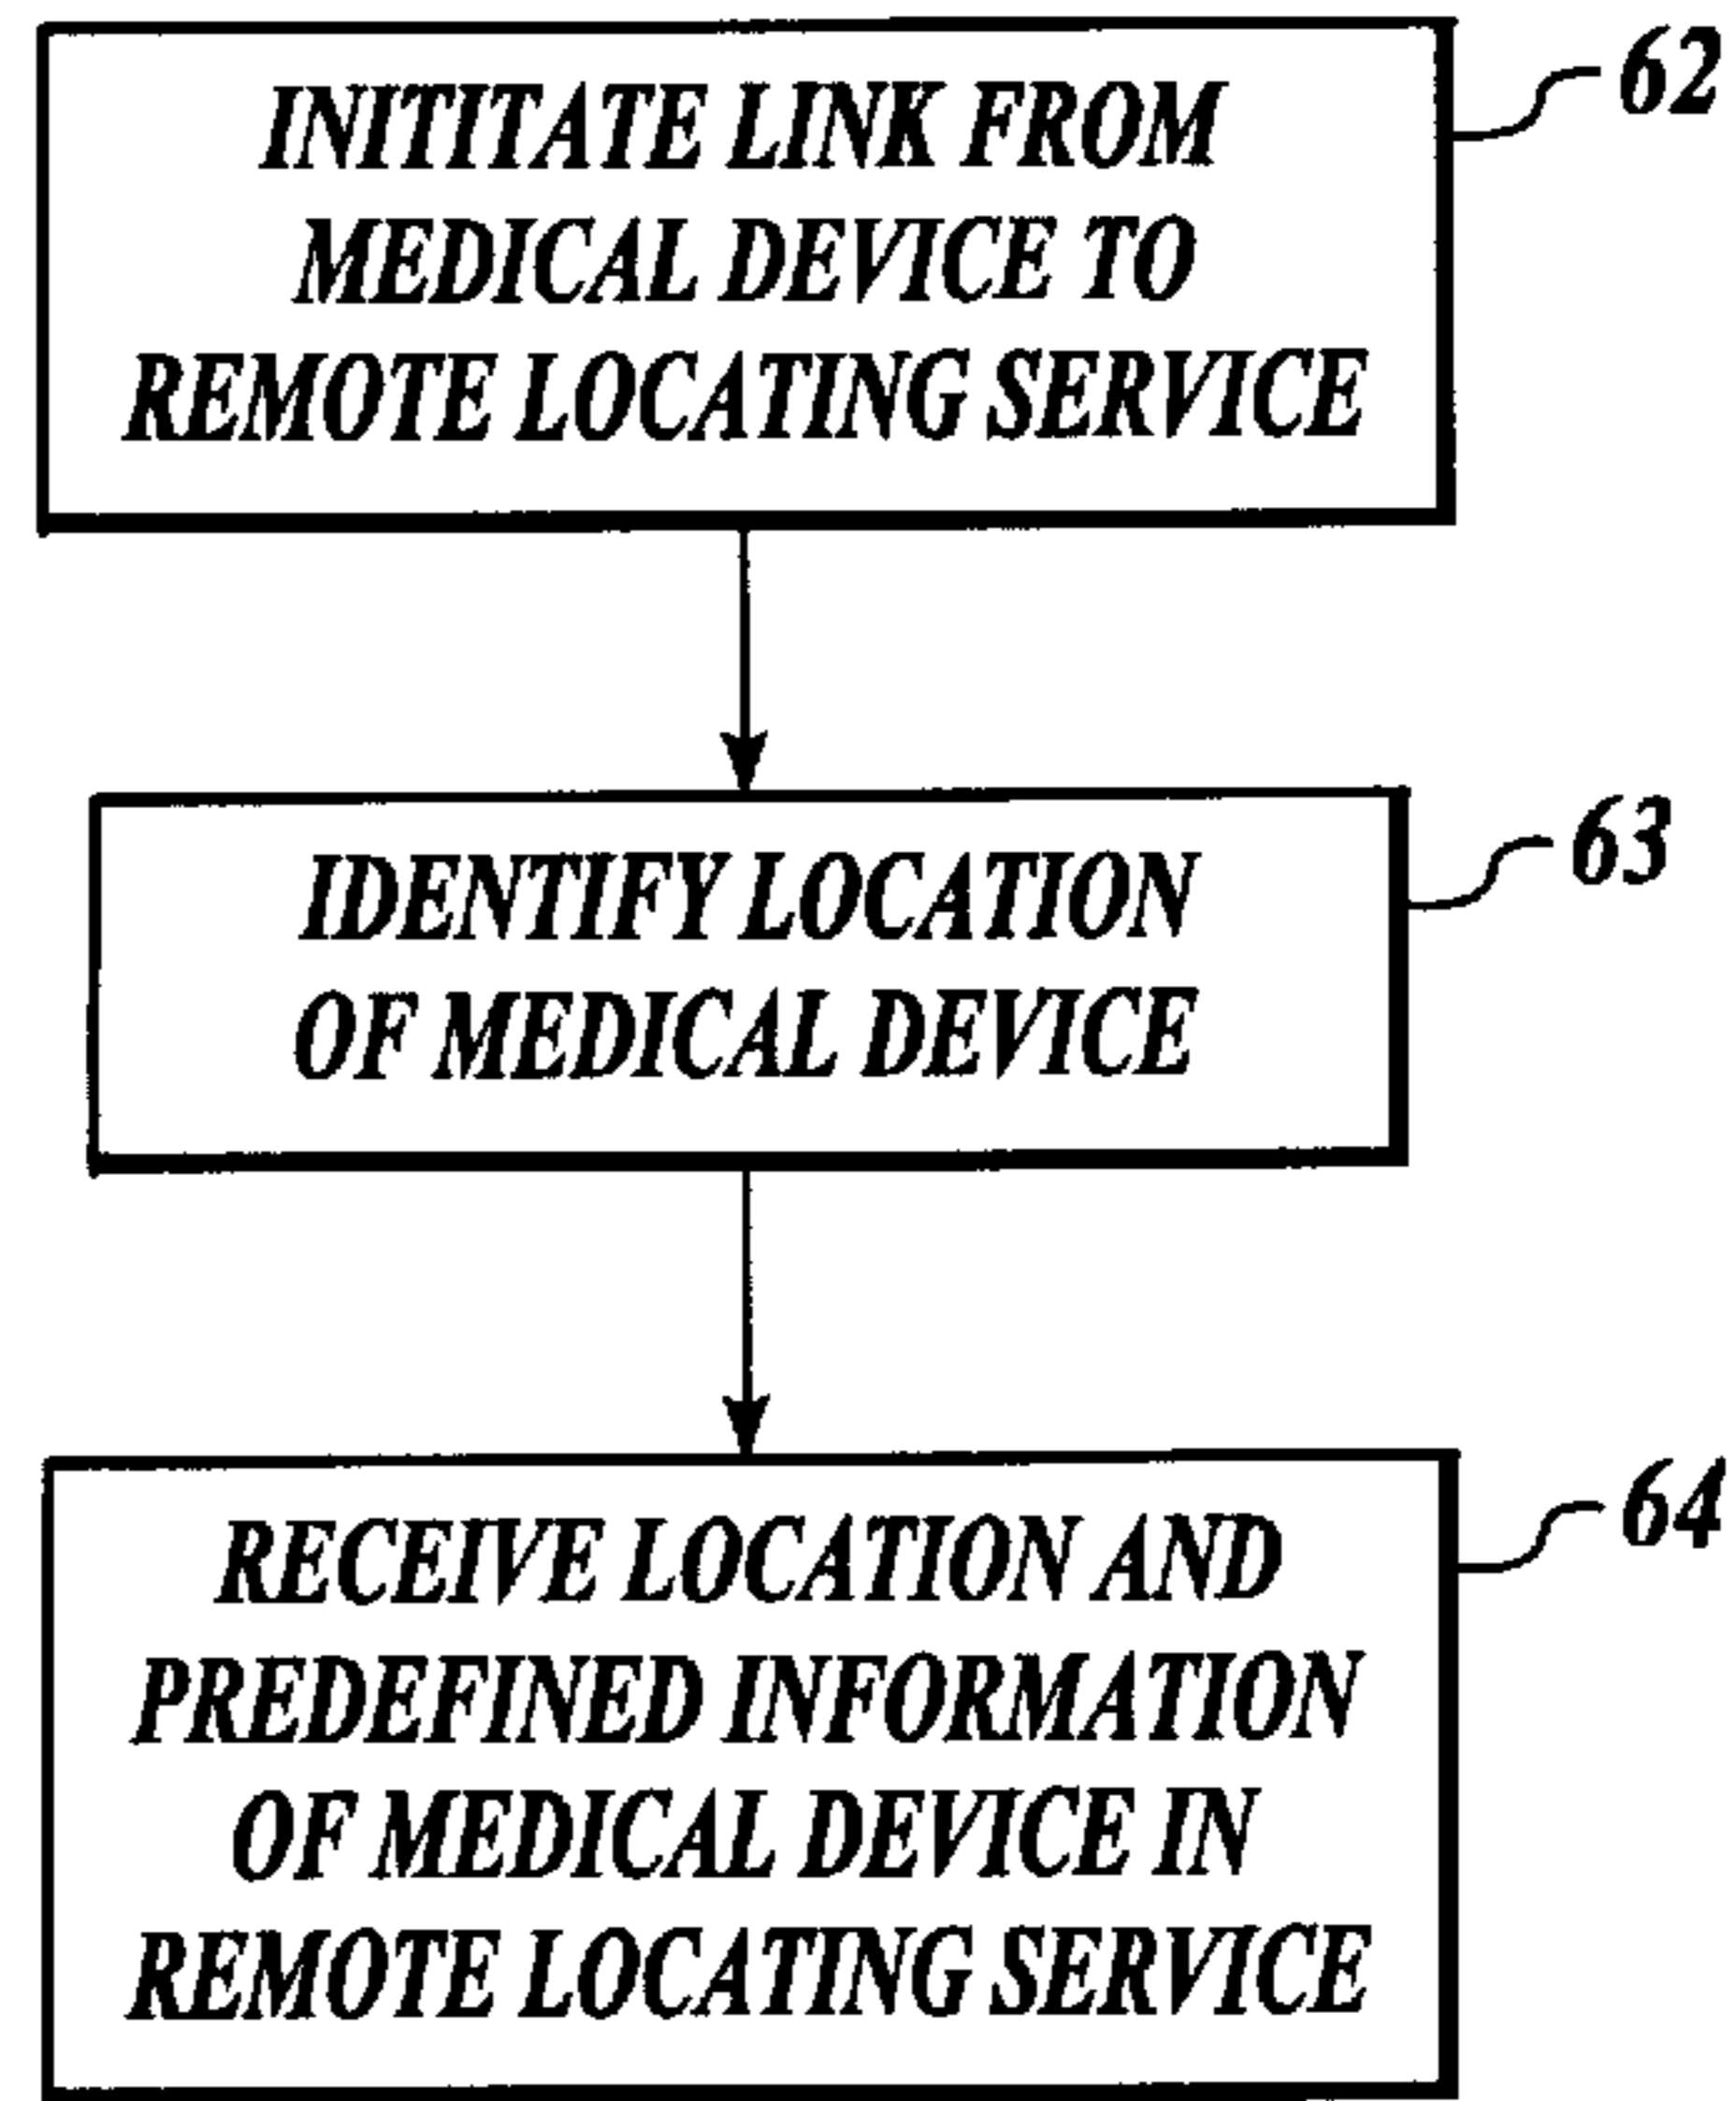 INITITATE LINK FROM
MEDICAL DEVICE TO
REMOTE LOCATING SERVICE
62
IDENTIFY LOCATION
OF MEDICAL DEVICE
63
RECEIVE LOCATION AND
PREDEFINED INFORMATION
OF MEDICAL DEVICE IN
REMOTE LOCATING SERVICE
64